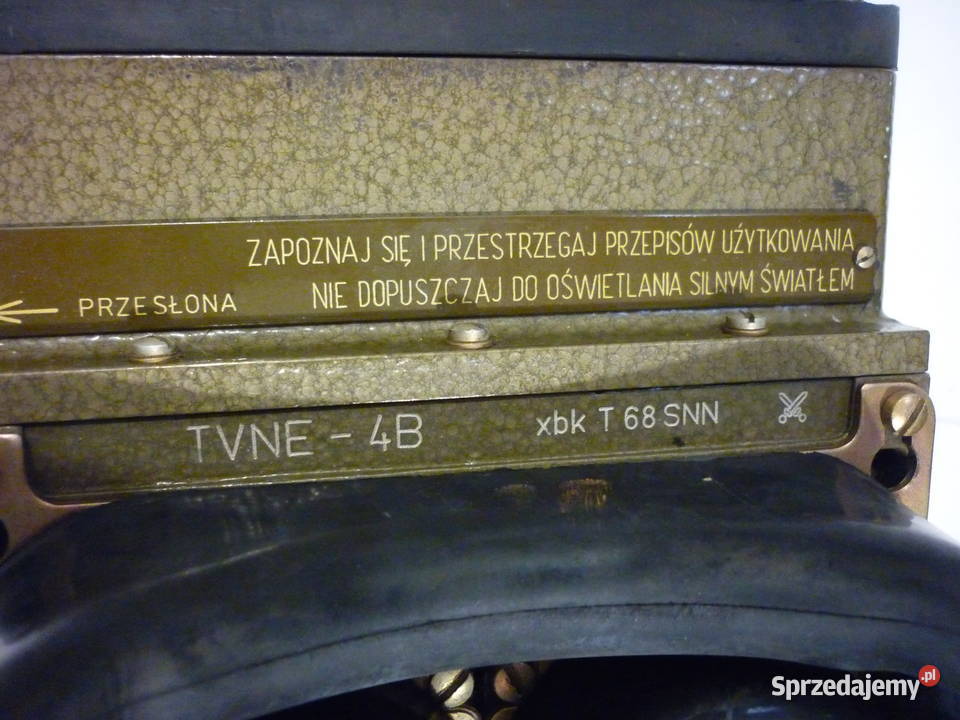 ZAPOZNAJ SIĘ I PRZESTRZEGAJ PRZEPISÓW UŻYTKOWANIA
NIE DOPUSZCZAJ DO OŚWIETLANIA SILNYM ŚWIATŁEM
PRZESŁONA
TVNE - 4B
xbk T 68 SNN
Sprzedajemy.pl